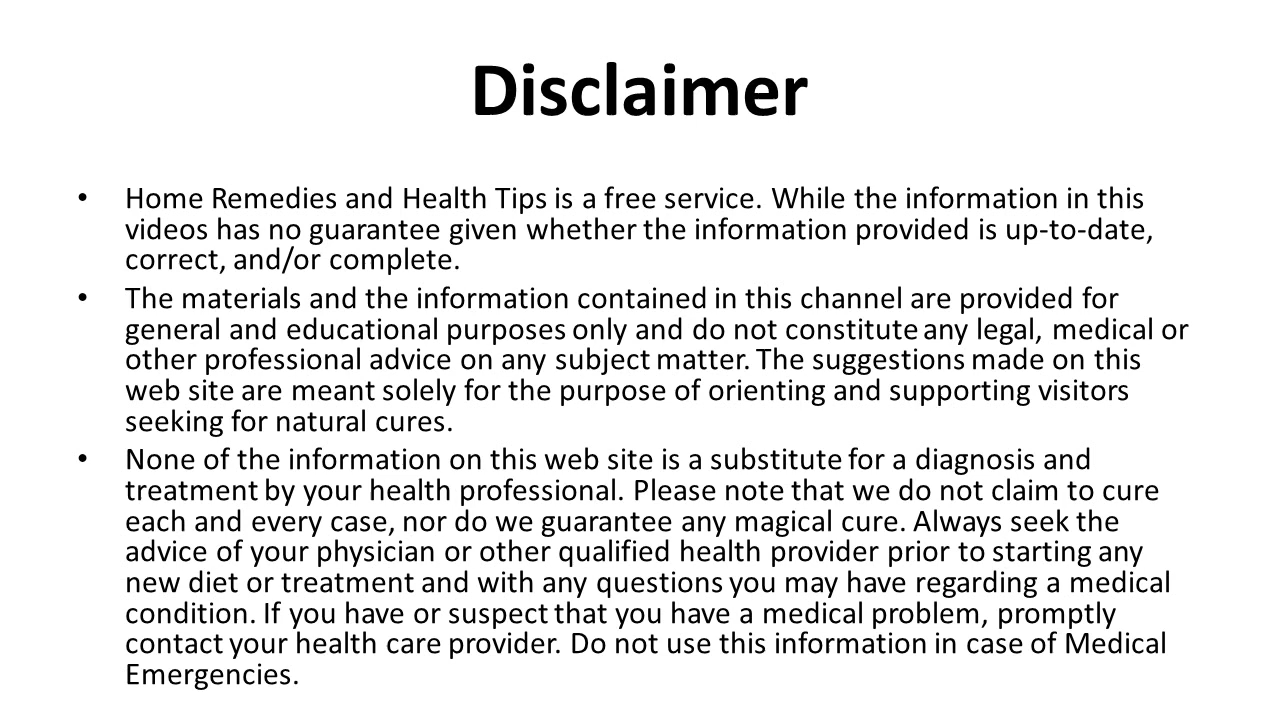 Disclaimer
• Home Remedies and Health Tips is a free service. While the information in this
videos has no guarantee given whether the information provided is up-to-date,
correct, and/or complete.
• The materials and the information contained in this channel are provided for
general and educational purposes only and do not constitute any legal, medical or
other professional advice on any subject matter. The suggestions made on this
web site are meant solely for the purpose of orienting and supporting visitors
seeking for natural cures.
• None of the information on this web site is a substitute for a diagnosis and
treatment by your health professional. Please note that we do not claim to cure
each and every case, nor do we guarantee any magical cure. Always seek the
advice of your physician or other qualified health provider prior to starting any
new diet or treatment and with any questions you may have regarding a medical
condition. If you have or suspect that you have a medical problem, promptly
contact your health care provider. Do not use this information in case of Medical
Emergencies.